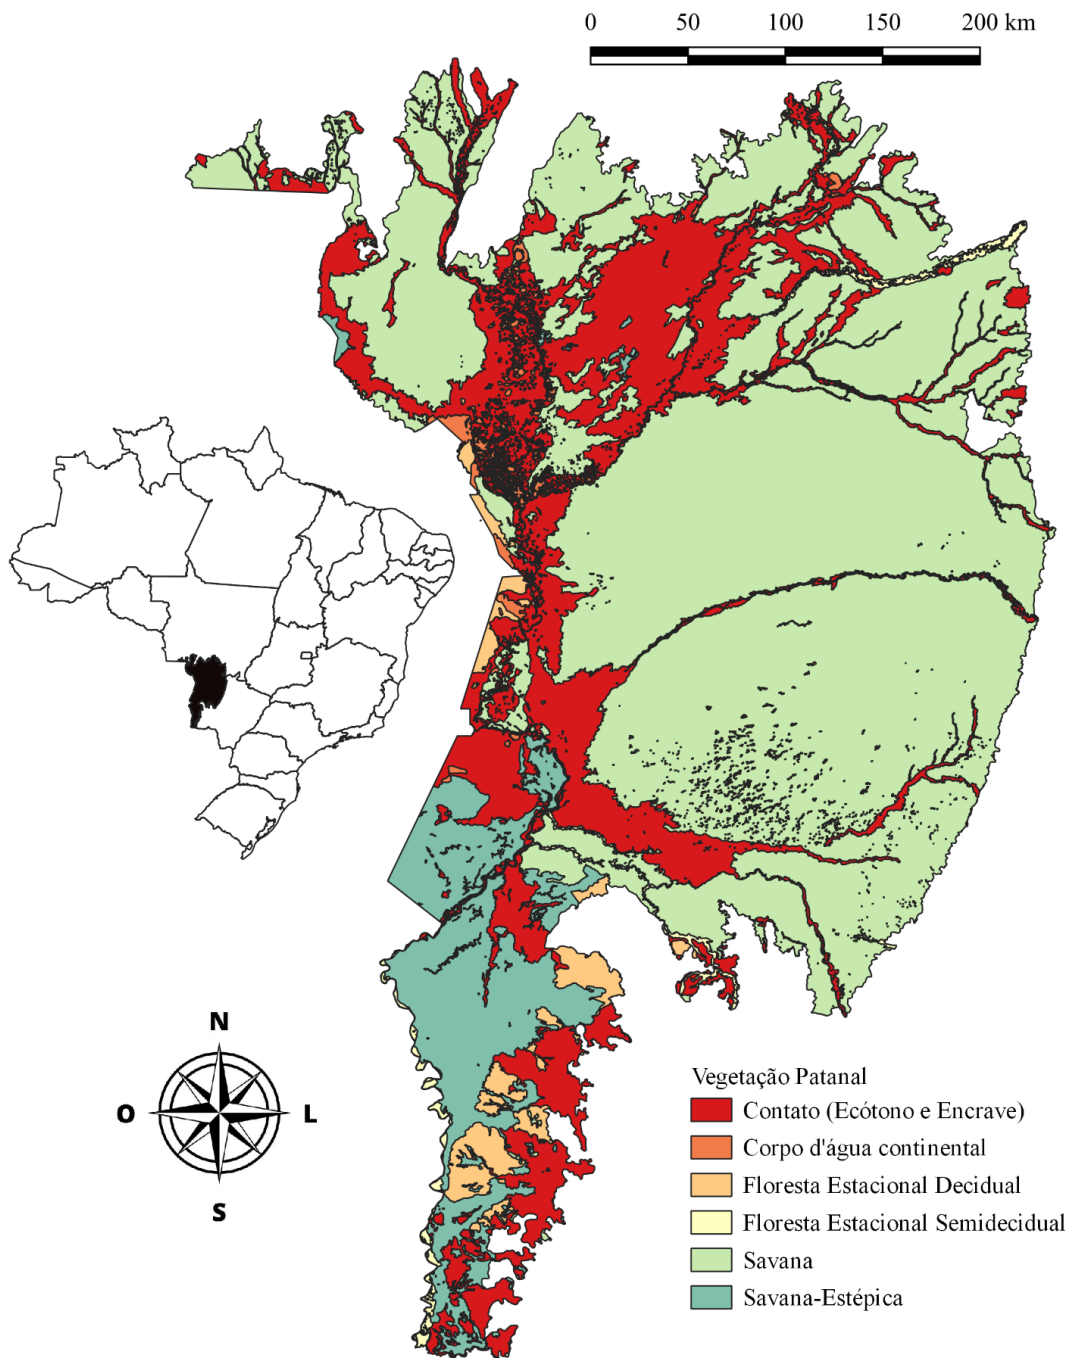 0 50 100 150 200 km
N
O L
S
Vegetação Patanal
Contato (Ecótono e Encrave)
Corpo d'água continental
Floresta Estacional Decidual
Floresta Estacional Semidecidual
Savana
Savana-Estépica